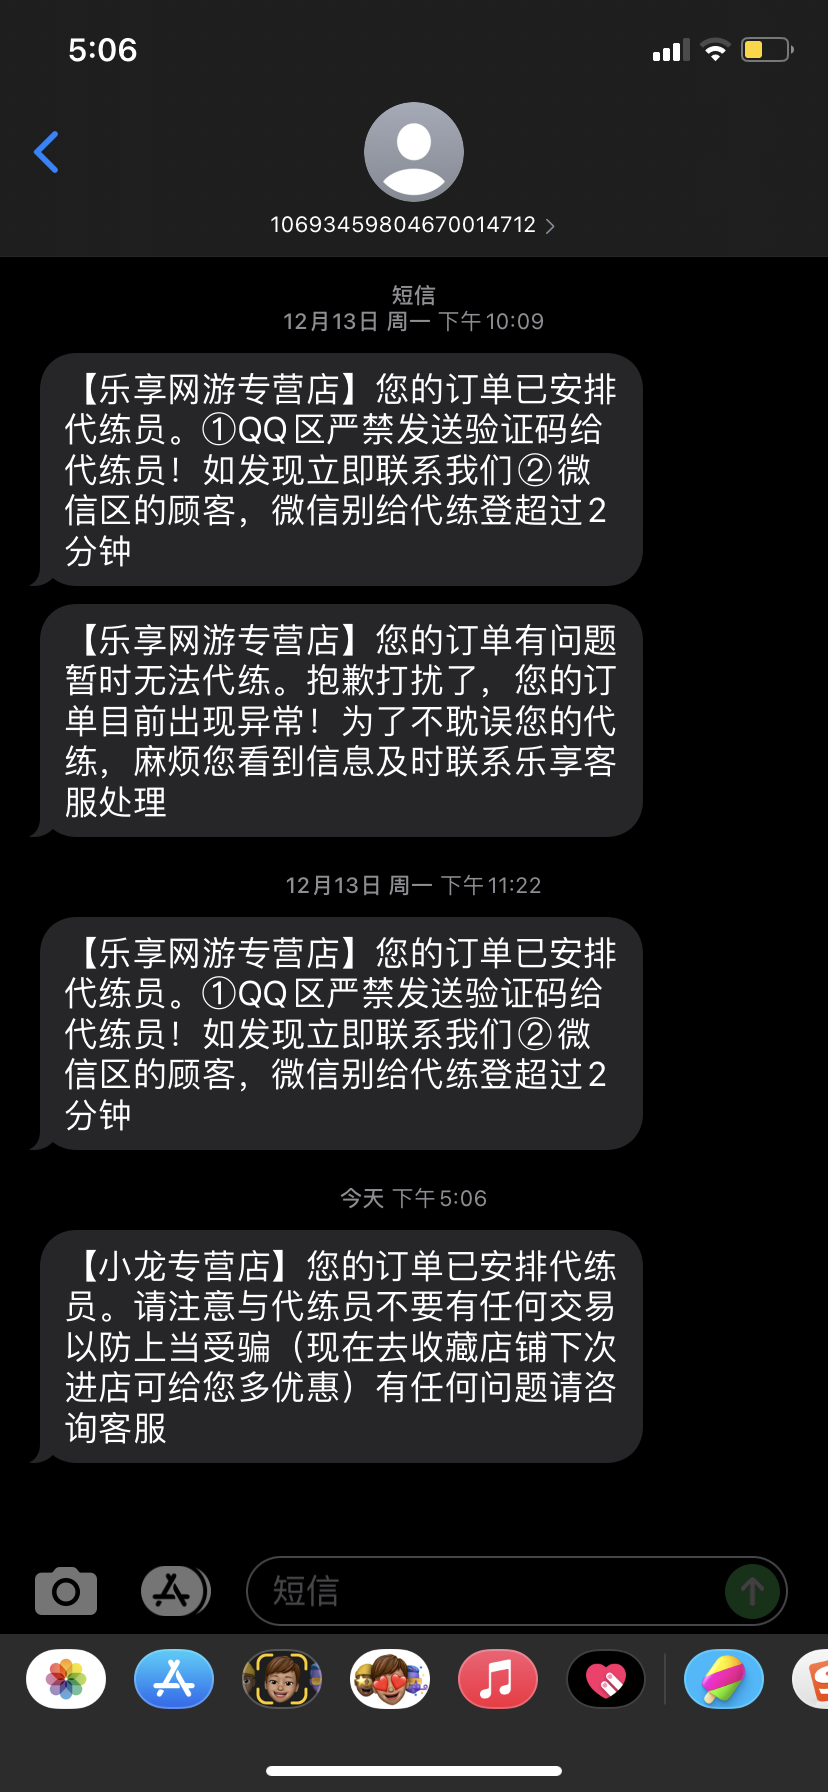 5:06
10693459804670014712
短信
12月13日 周一 下午10:09
【乐享网游专营店】您的订单已安排
代练员。①QQ区严禁发送验证码给
代练员！如发现立即联系我们②微
信区的顾客，微信别给代练登超过2
分钟
【乐享网游专营店】您的订单有问题
暂时无法代练。抱歉打扰了，您的订
单目前出现异常！为了不耽误您的代
练，麻烦您看到信息及时联系乐享客
服处理
12月13日 周一 下午11:22
【乐享网游专营店】您的订单已安排
代练员。①QQ区严禁发送验证码给
代练员！如发现立即联系我们②微
信区的顾客，微信别给代练登超过2
分钟
今天 下午5:06
【小龙专营店】您的订单已安排代练
员。请注意与代练员不要有任何交易
以防上当受骗（现在去收藏店铺下次
进店可给您多优惠）有任何问题请咨
询客服
短信